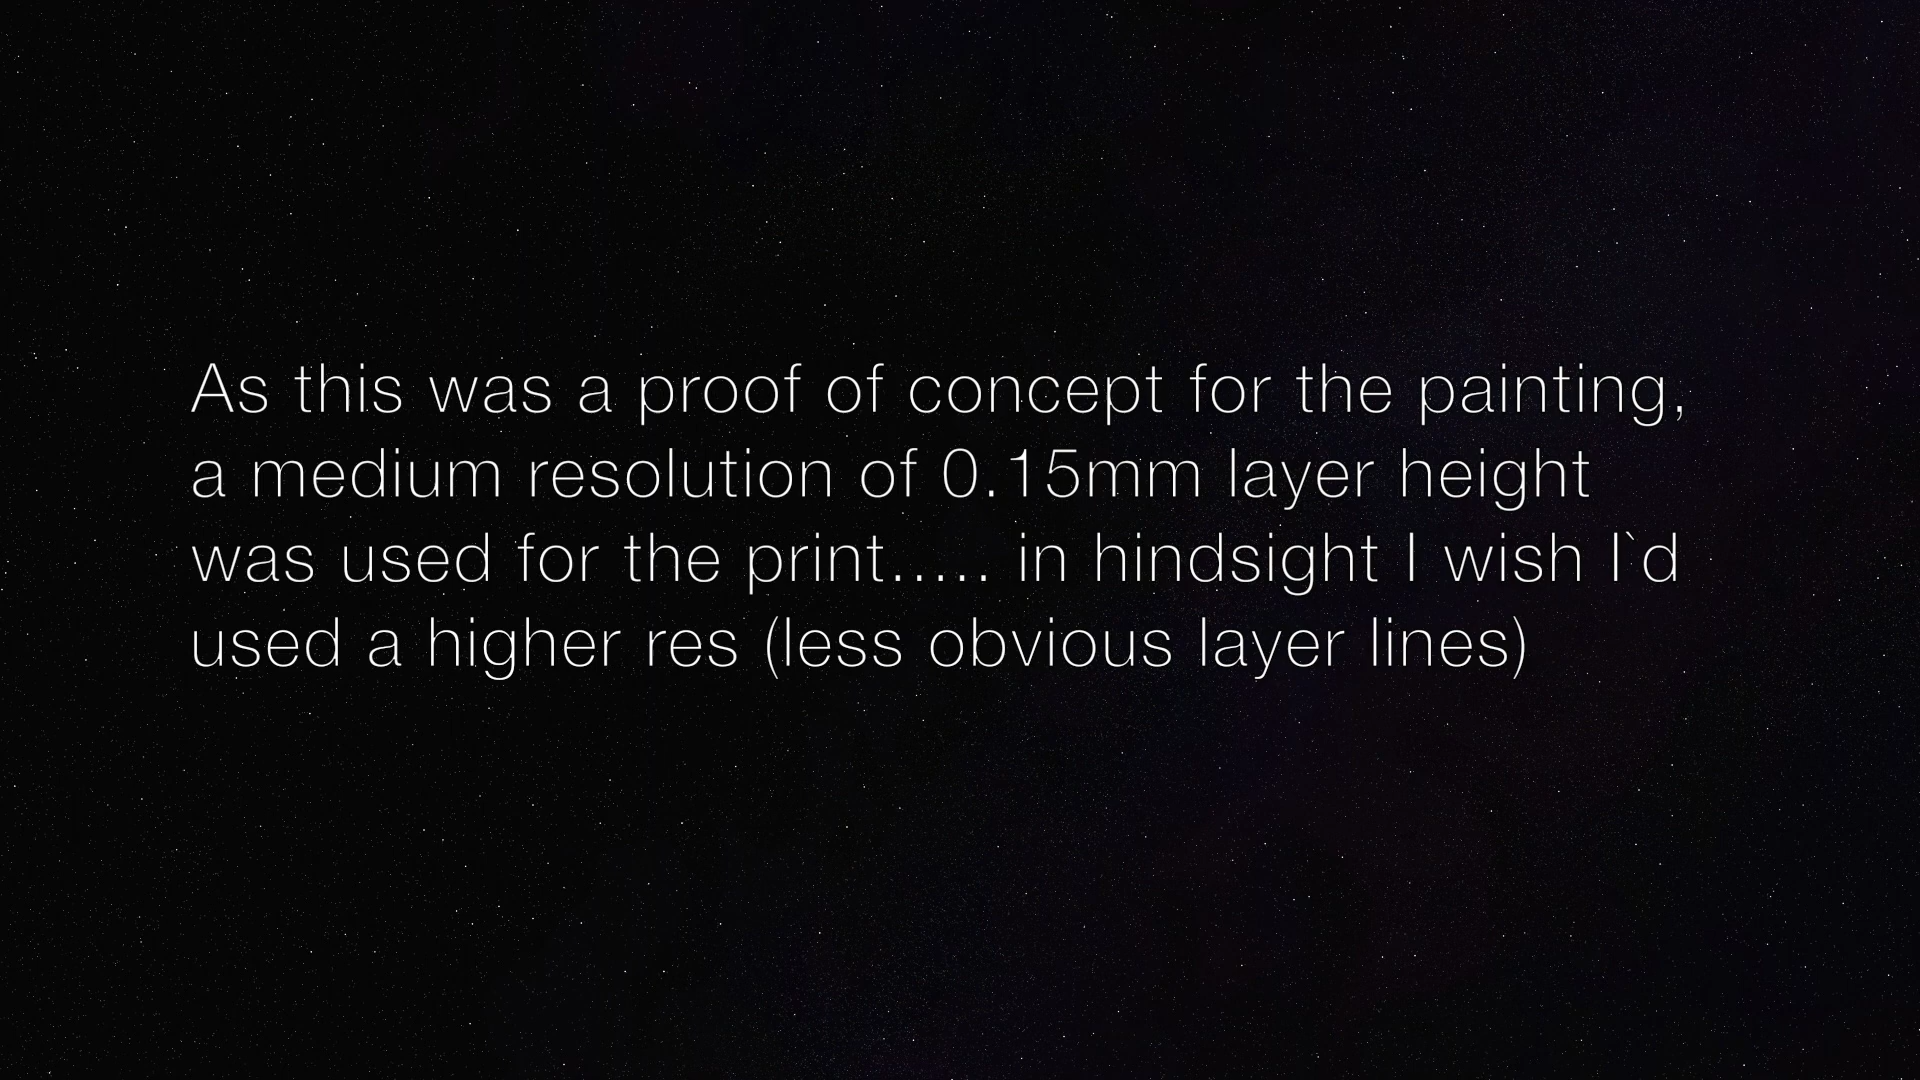 As this was a proof of concept for the painting,
a medium resolution of 0.15mm layer height
was used for the print..... in hindsight I wish I`d
used a higher res (less obvious layer lines)